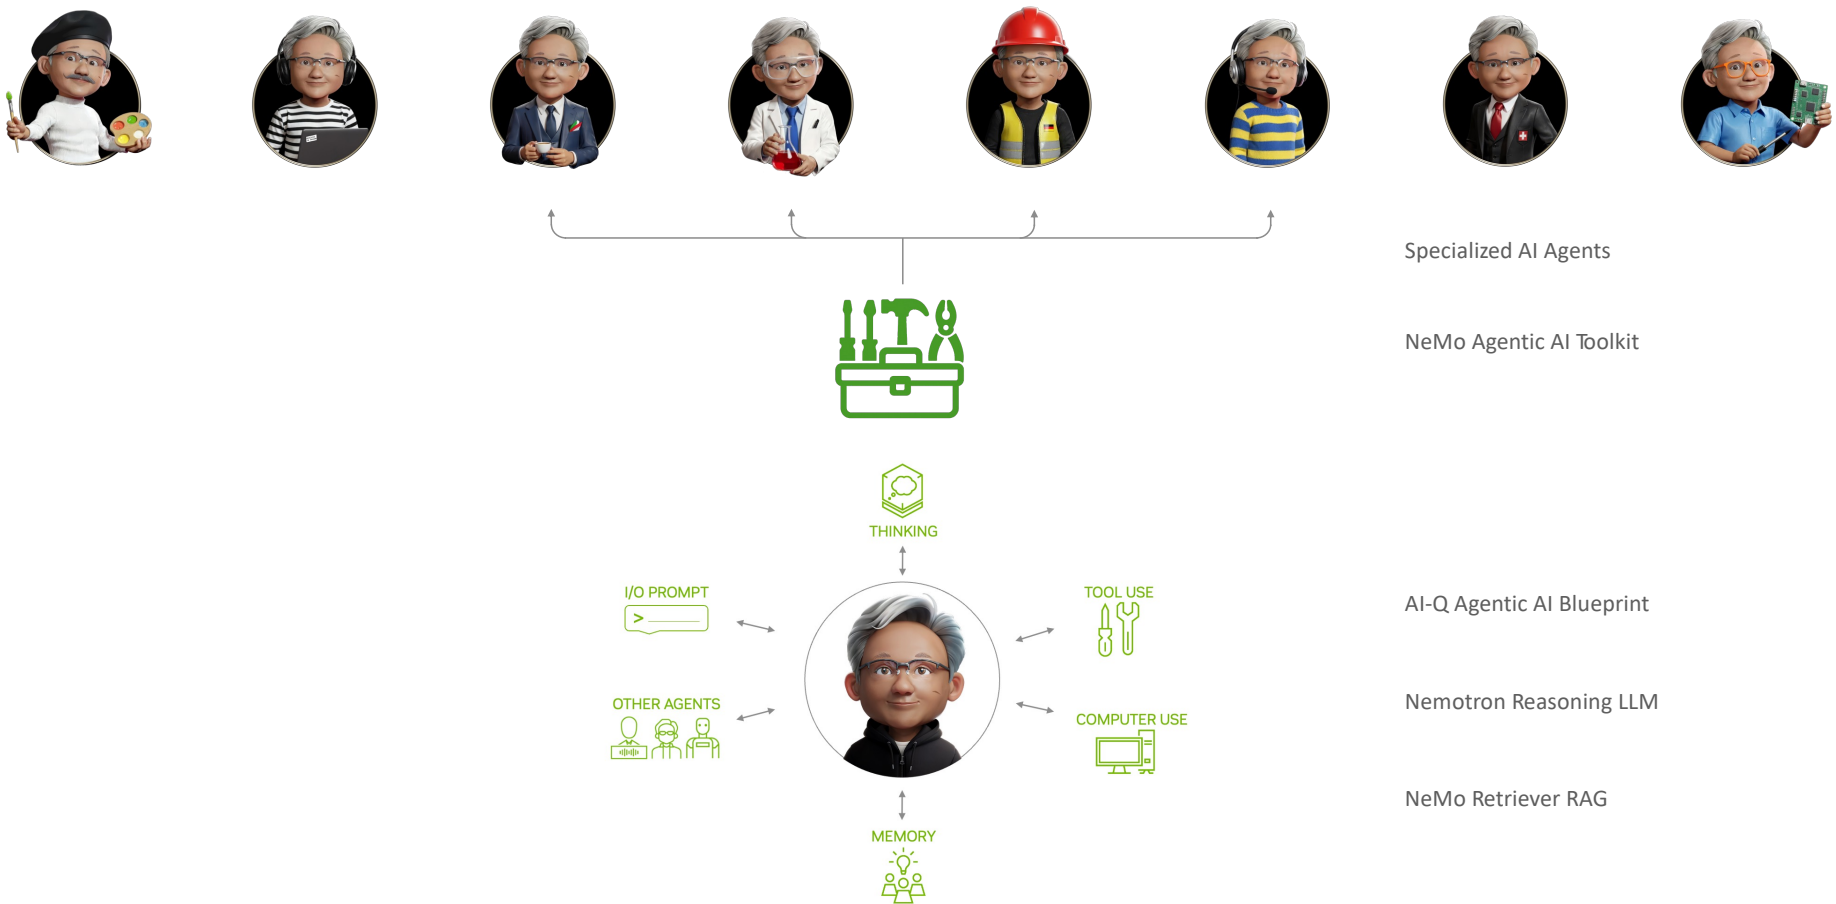 Specialized AI Agents
NeMo Agentic AI Toolkit
THINKING
I/O PROMPT
>
TOOL USE
AI-Q Agentic AI Blueprint
OTHER AGENTS
COMPUTER USE
Nemotron Reasoning LLM
NeMo Retriever RAG
MEMORY